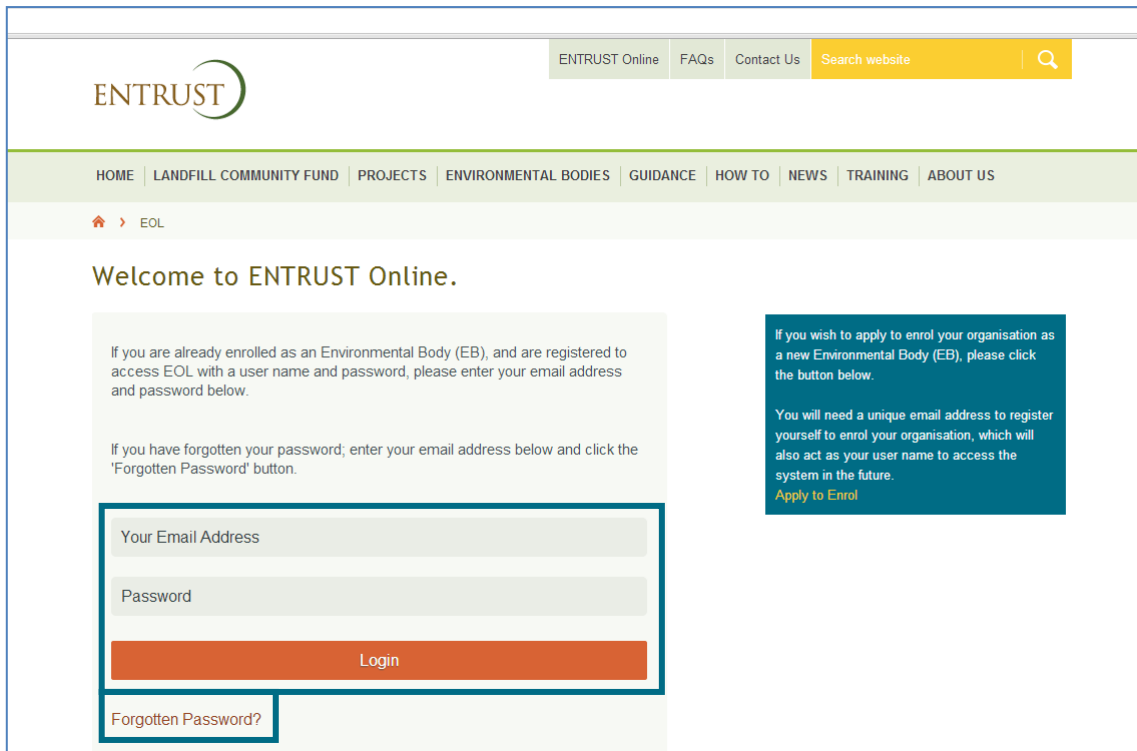 ENTRUST Online FAQs Contact Us Search website
ENTRUST
HOME LANDFILL COMMUNITY FUND PROJECTS ENVIRONMENTAL BODIES GUIDANCE HOW TO NEWS TRAINING ABOUT US
EOL
Welcome to ENTRUST Online.
If you are already enrolled as an Environmental Body (EB), and are registered to
access EOL with a user name and password, please enter your email address
and password below.
If you have forgotten your password; enter your email address below and click the
'Forgotten Password' button.
Your Email Address
Password
Login
Forgotten Password?
If you wish to apply to enrol your organisation as
a new Environmental Body (EB), please click
the button below.
You will need a unique email address to register
yourself to enrol your organisation, which will
also act as your user name to access the
system in the future.
Apply to Enrol